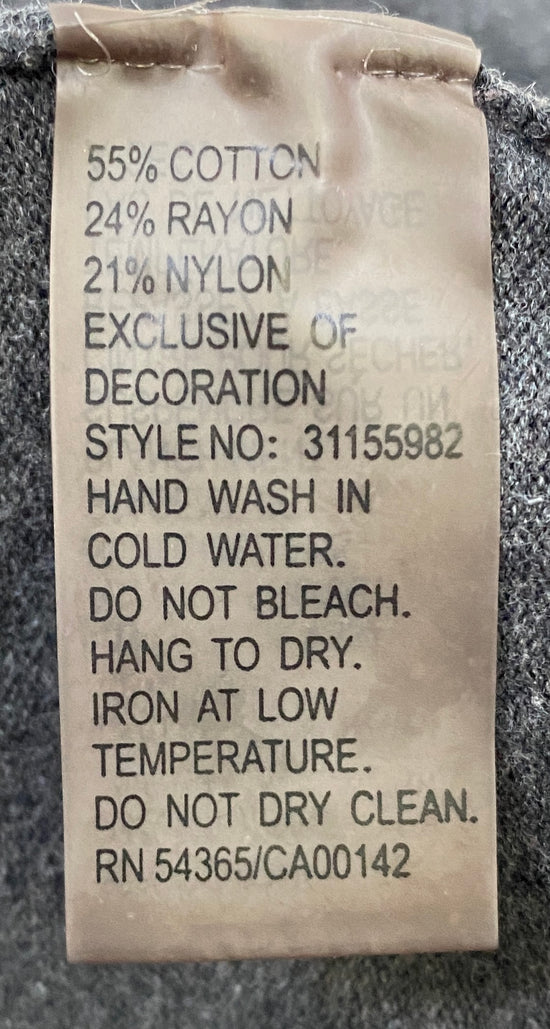 55% COTTON
24% RAYON
21% NYLON
EXCLUSIVE OF
DECORATION
STYLE NO: 31155982
HAND WASH IN
COLD WATER.
DO NOT BLEACH.
HANG TO DRY.
IRON AT LOW
TEMPERATURE.
DO NOT DRY CLEAN.
RN 54365/CA00142